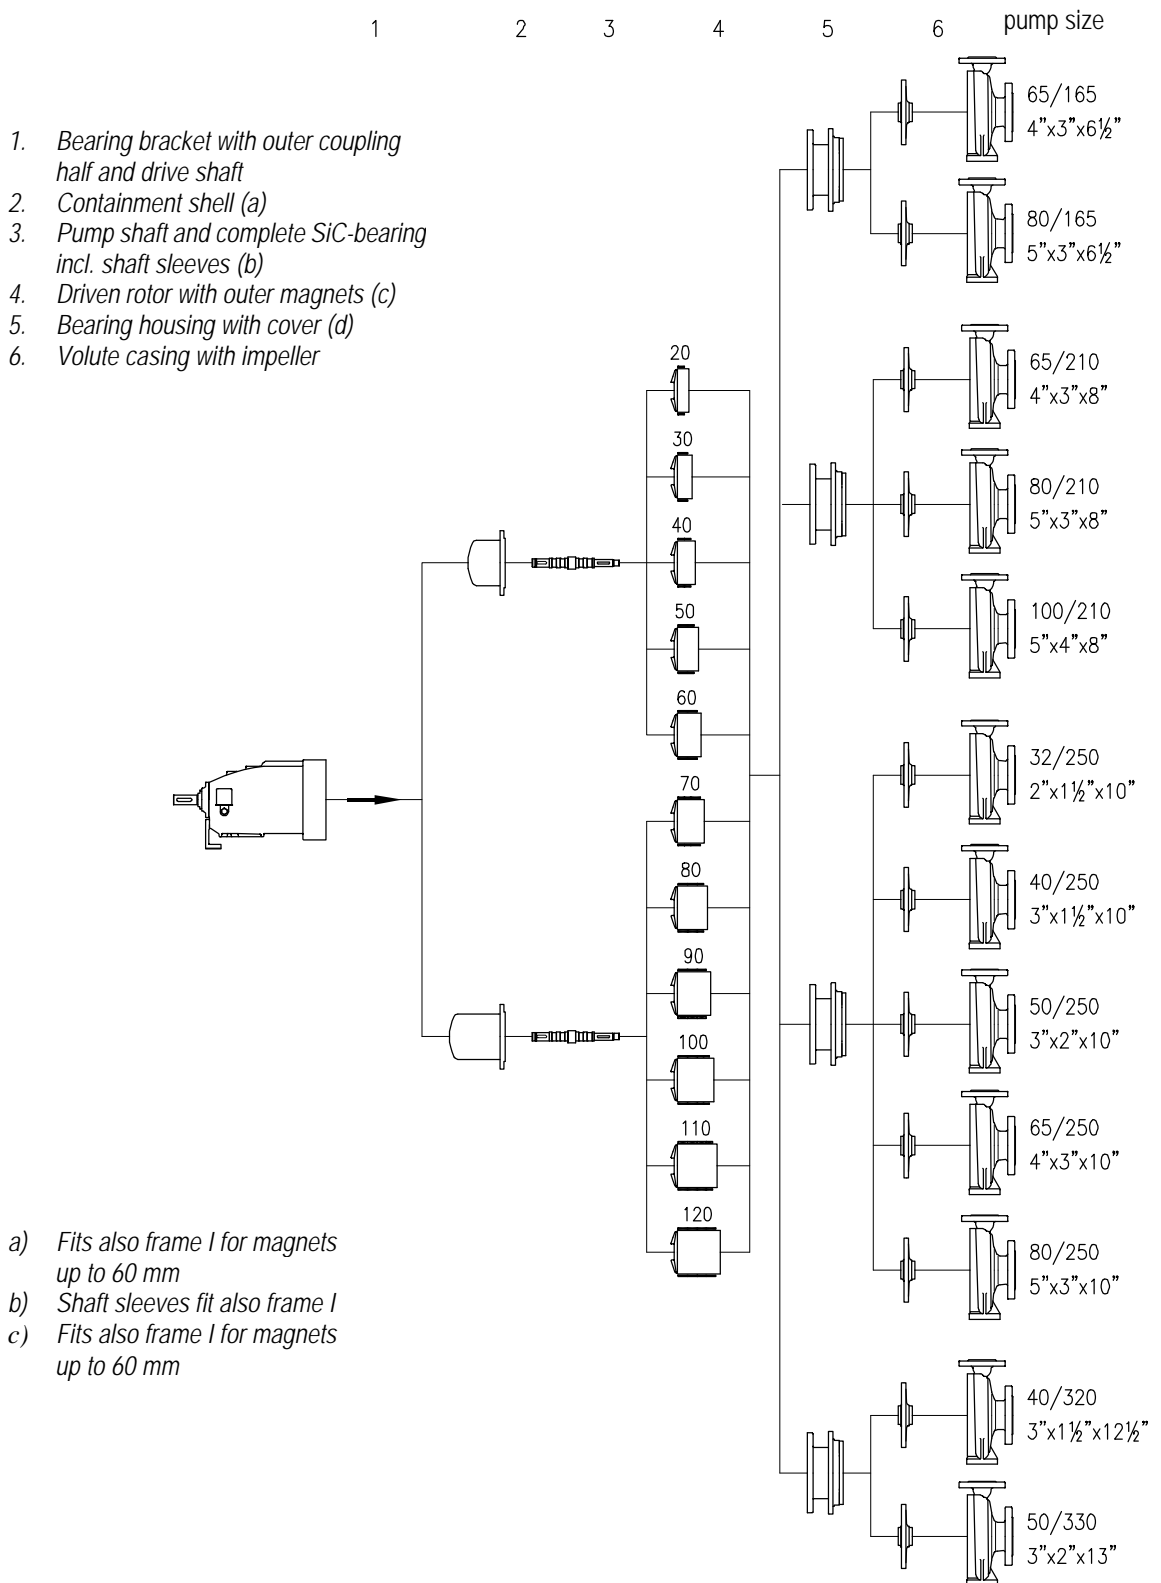 1 2 3 4 5 6 pump size
1. Bearing bracket with outer coupling
half and drive shaft
2. Containment shell (a)
3. Pump shaft and complete SiC-bearing
incl. shaft sleeves (b)
4. Driven rotor with outer magnets (c)
5. Bearing housing with cover (d)
6. Volute casing with impeller
20
30
40
50
60
70
80
90
100
110
120
65/165
4"x3"x6½"
80/165
5"x3"x6½"
65/210
4"x3"x8"
80/210
5"x3"x8"
100/210
5"x4"x8"
32/250
2"x1½"x10"
40/250
3"x1½"x10"
50/250
3"x2"x10"
65/250
4"x3"x10"
80/250
5"x3"x10"
40/320
3"x1½"x12½"
50/330
3"x2"x13"
a) Fits also frame I for magnets
up to 60 mm
b) Shaft sleeves fit also frame I
c) Fits also frame I for magnets
up to 60 mm